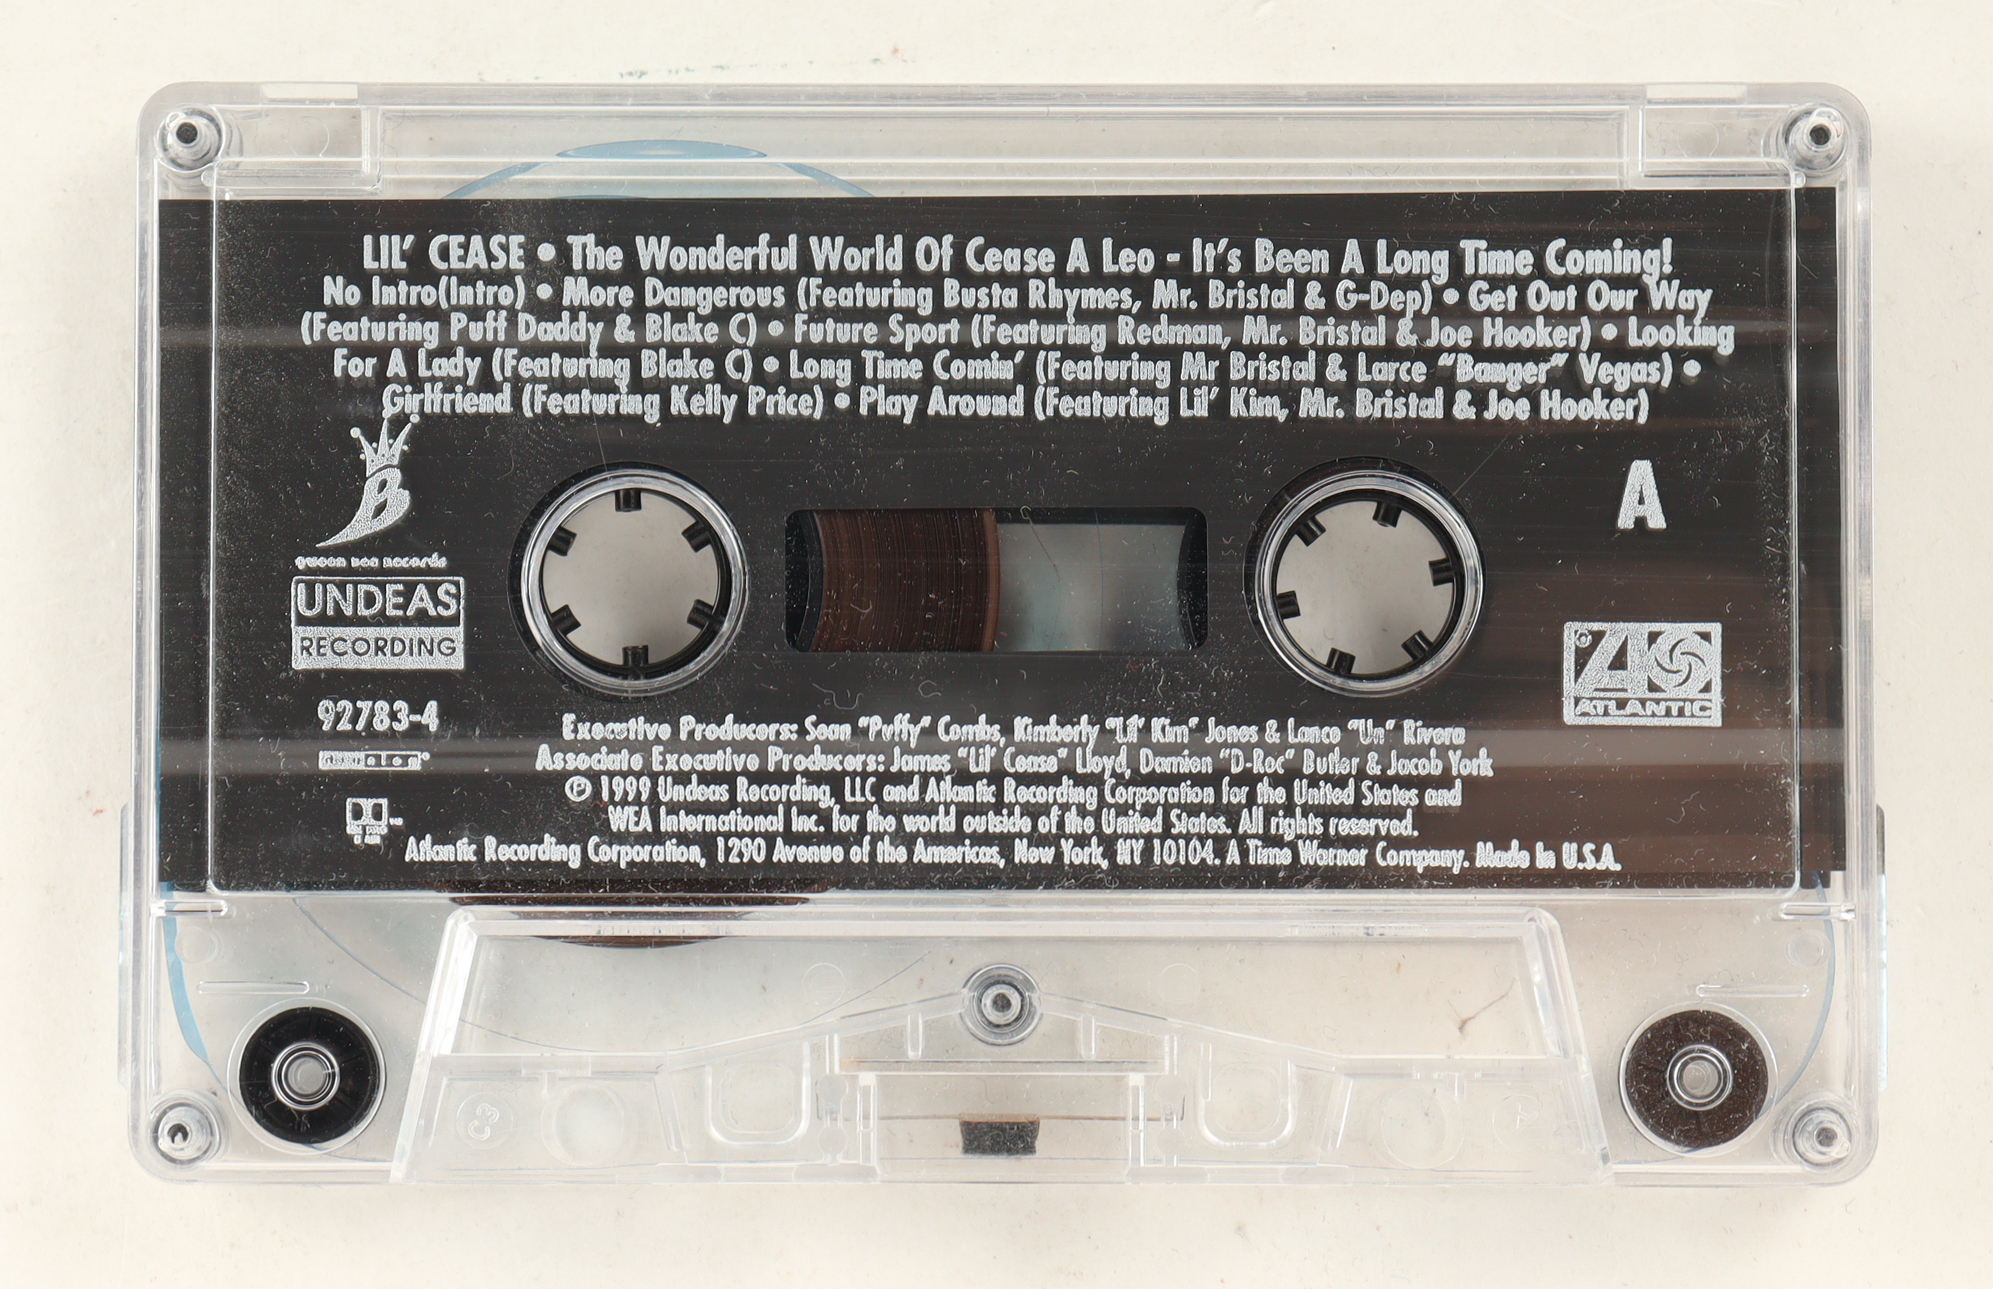 LIL' CEASE • The Wonderful World Of Cease A Leo - It's Been A Long Time Coming!
No Intro(Intro) • More Dangerous (Featuring Busta Rhymes, Mr. Bristal & G-Dep) • Get Out Our Way
(Featuring Puff Daddy & Blake C) • Future Sport (Featuring Redman, Mr. Bristal & Joe Hooker) • Looking
For A Lady (Featuring Blake C) • Long Time Comin' (Featuring Mr Bristal & Larce "Banger" Vegas) •
Girlfriend (Featuring Kelly Price) • Play Around (Featuring Lil' Kim, Mr. Bristal & Joe Hooker)
B
queen bee records
A
UNDEAS
RECORDING
ATLANTIC
92783-4
Executive Producers: Sean "Puffy" Combs, Kimberly "Lil' Kim" Jones & Lance "Un" Rivera
Associate Executive Producers: James "Lil' Cease" Lloyd, Damien "D-Roc" Butler & Jacob York
℗ 1999 Undeas Recording, LLC and Atlantic Recording Corporation for the United States and
WEA International Inc. for the world outside of the United States. All rights reserved.
Atlantic Recording Corporation, 1290 Avenue of the Americas, New York, NY 10104. A Time Warner Company. Made In U.S.A.